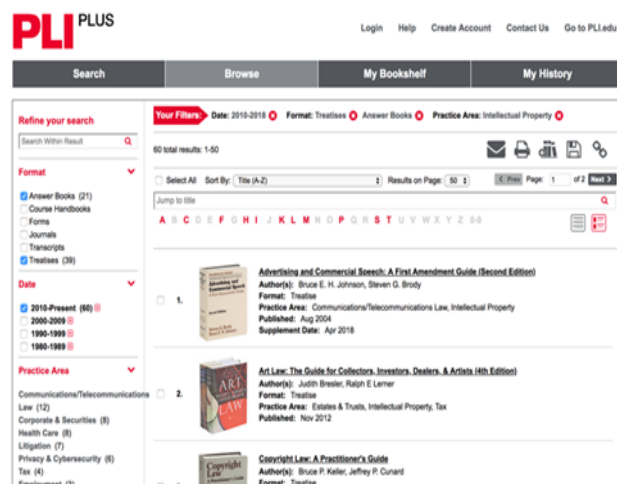 PLI PLUS
Login Help Create Account Contact Us Go to PLI.edu
Search Browse My Bookshelf My History
Refine your search
Search Within Result
Format
Answer Books (21)
Course Handbooks
Forms
Journals
Transcripts
Treatises (39)
Date
2010-Present (60)
2000-2009
1990-1999
1980-1989
Practice Area
Communications/Telecommunications
Law (12)
Corporate & Securities (8)
Health Care (8)
Litigation (7)
Privacy & Cybersecurity (6)
Tax (4)
Your Filters: Date: 2010-2018 Format: Treatises Answer Books Practice Area: Intellectual Property
60 total results: 1-50
Select All Sort By: Title (A-Z) Results on Page: 50 Prev Page: 1 of 2 Next
Jump to title
A B C D E F G H I J K L M N O P Q R S T U V W X Y Z 0-9
1.
Advertising and Commercial Speech: A First Amendment Guide (Second Edition)
Author(s): Bruce E. H. Johnson, Steven G. Brody
Format: Treatise
Practice Area: Communications/Telecommunications Law, Intellectual Property
Published: Aug 2004
Supplement Date: Apr 2018
2.
ART
LAW
Art Law: The Guide for Collectors, Investors, Dealers, & Artists (4th Edition)
Author(s): Judith Bresler, Ralph E Lerner
Format: Treatise
Practice Area: Estates & Trusts, Intellectual Property, Tax
Published: Nov 2012
Copyright
Law
Copyright Law: A Practitioner's Guide
Author(s): Bruce P. Keller, Jeffrey P. Cunard
Format: Treatise